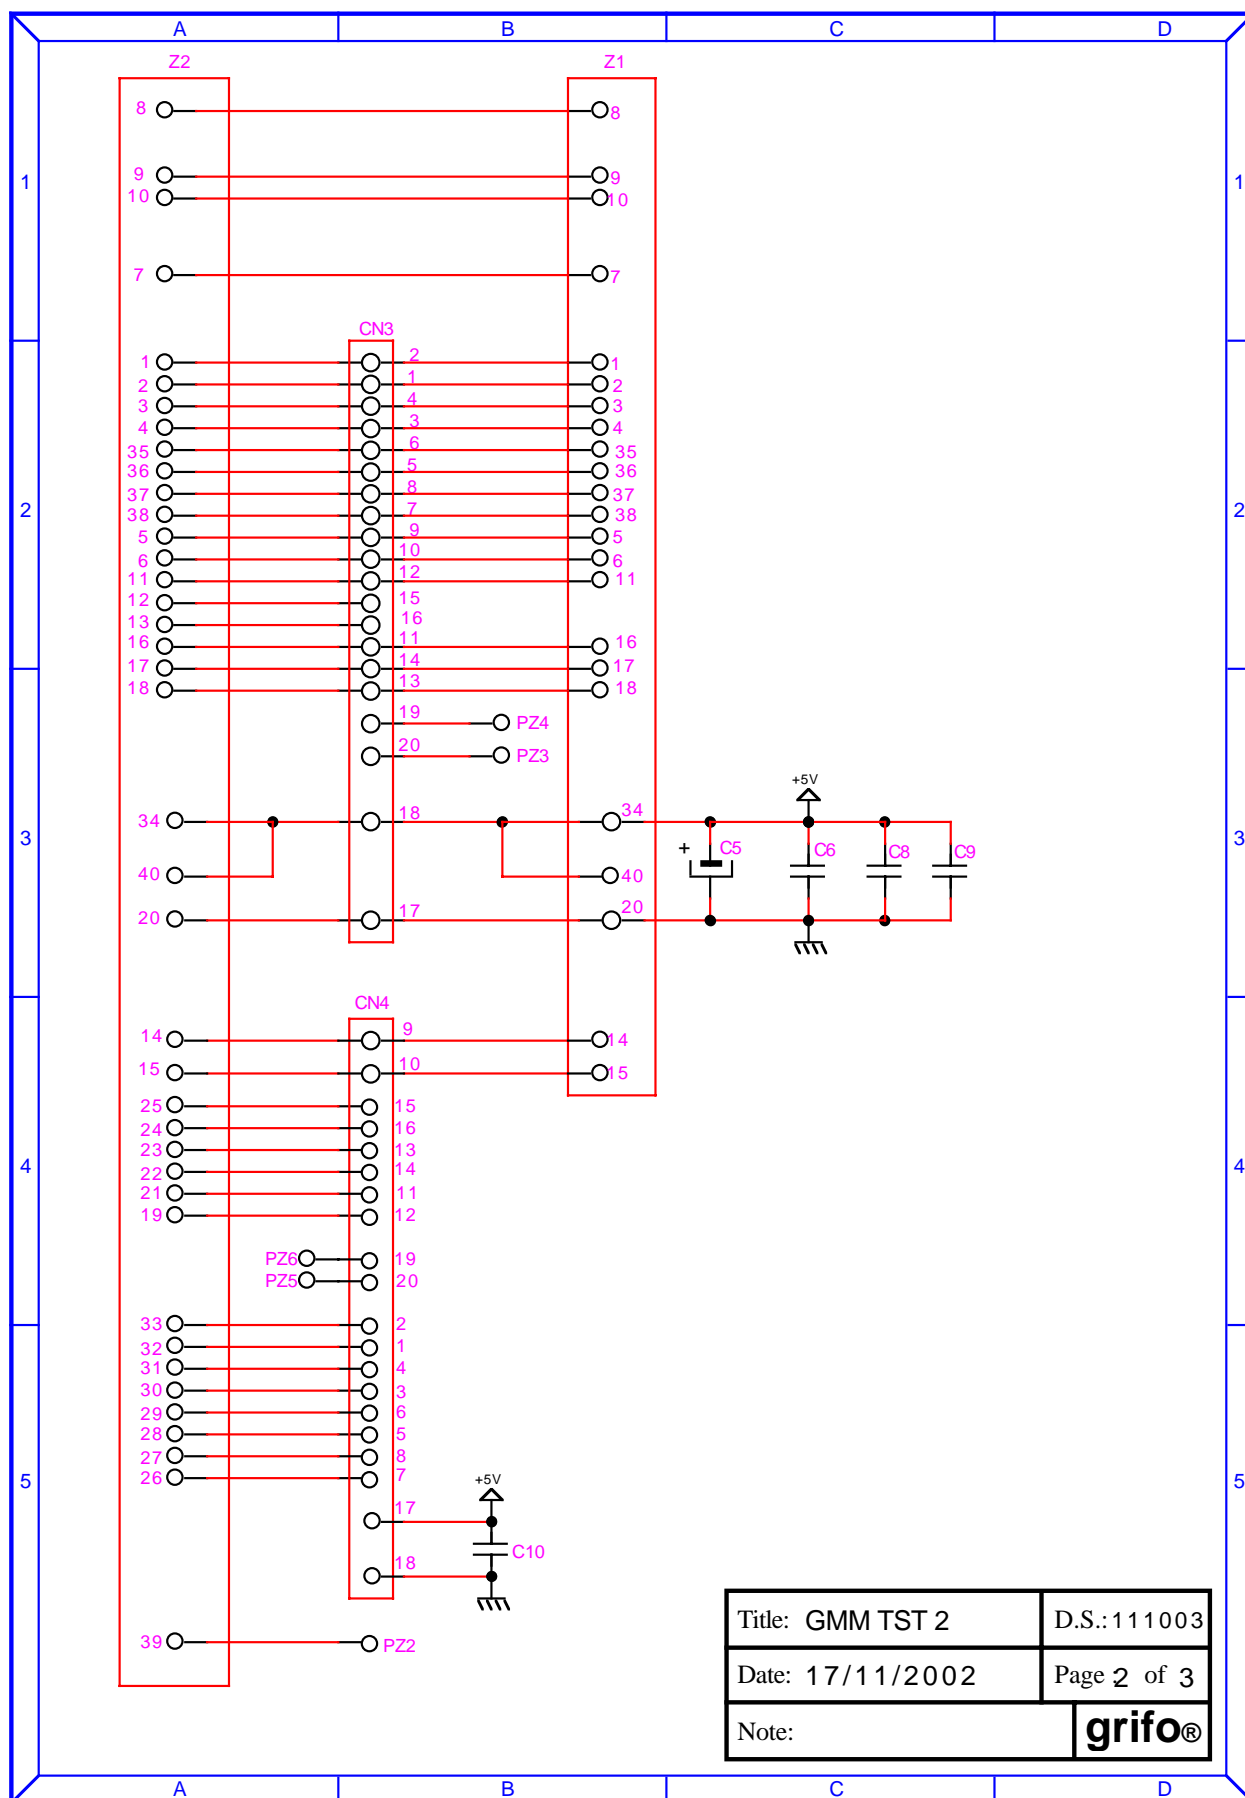 A B C D
Z2 Z1
8 8
9 9
1 1
10 10
7 7
CN3
1 2 1
2 1 2
3 4 3
4 3 4
35 6 35
36 5 36
37 8 37
2 2
38 7 38
5 9 5
6 10 6
11 12 11
12 15
13 16
16 11 16
17 14 17
18 13 18
19 PZ4
20 PZ3
+5V
34 18 34
3 + C5 C6 C8 C9 3
40 40
20 17 20
CN4
14 9 14
15 10 15
25 15
24 16
23 13
4 4
22 14
21 11
19 12
PZ6 19
PZ5 20
33 2
32 1
31 4
30 3
29 6
28 5
27 8
26 7
5 +5V 5
17
C10
18
39 PZ2
Title: GMM TST 2 D.S.:111003
Date: 17/11/2002 Page :2 of 3
Note: grifo®
A B C D